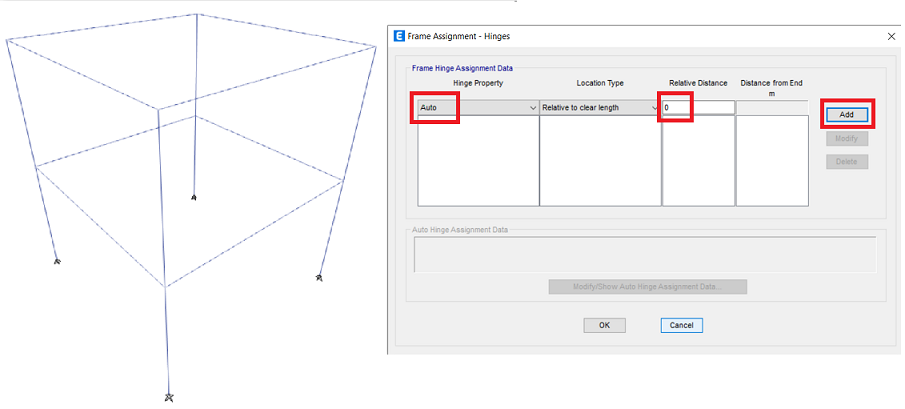 E Frame Assignment - Hinges
Frame Hinge Assignment Data
Hinge Property Location Type Relative Distance Distance from End
m
Auto Relative to clear length 0
Add
Modify
Delete
Auto Hinge Assignment Data
Modify/Show Auto Hinge Assignment Data...
OK Cancel